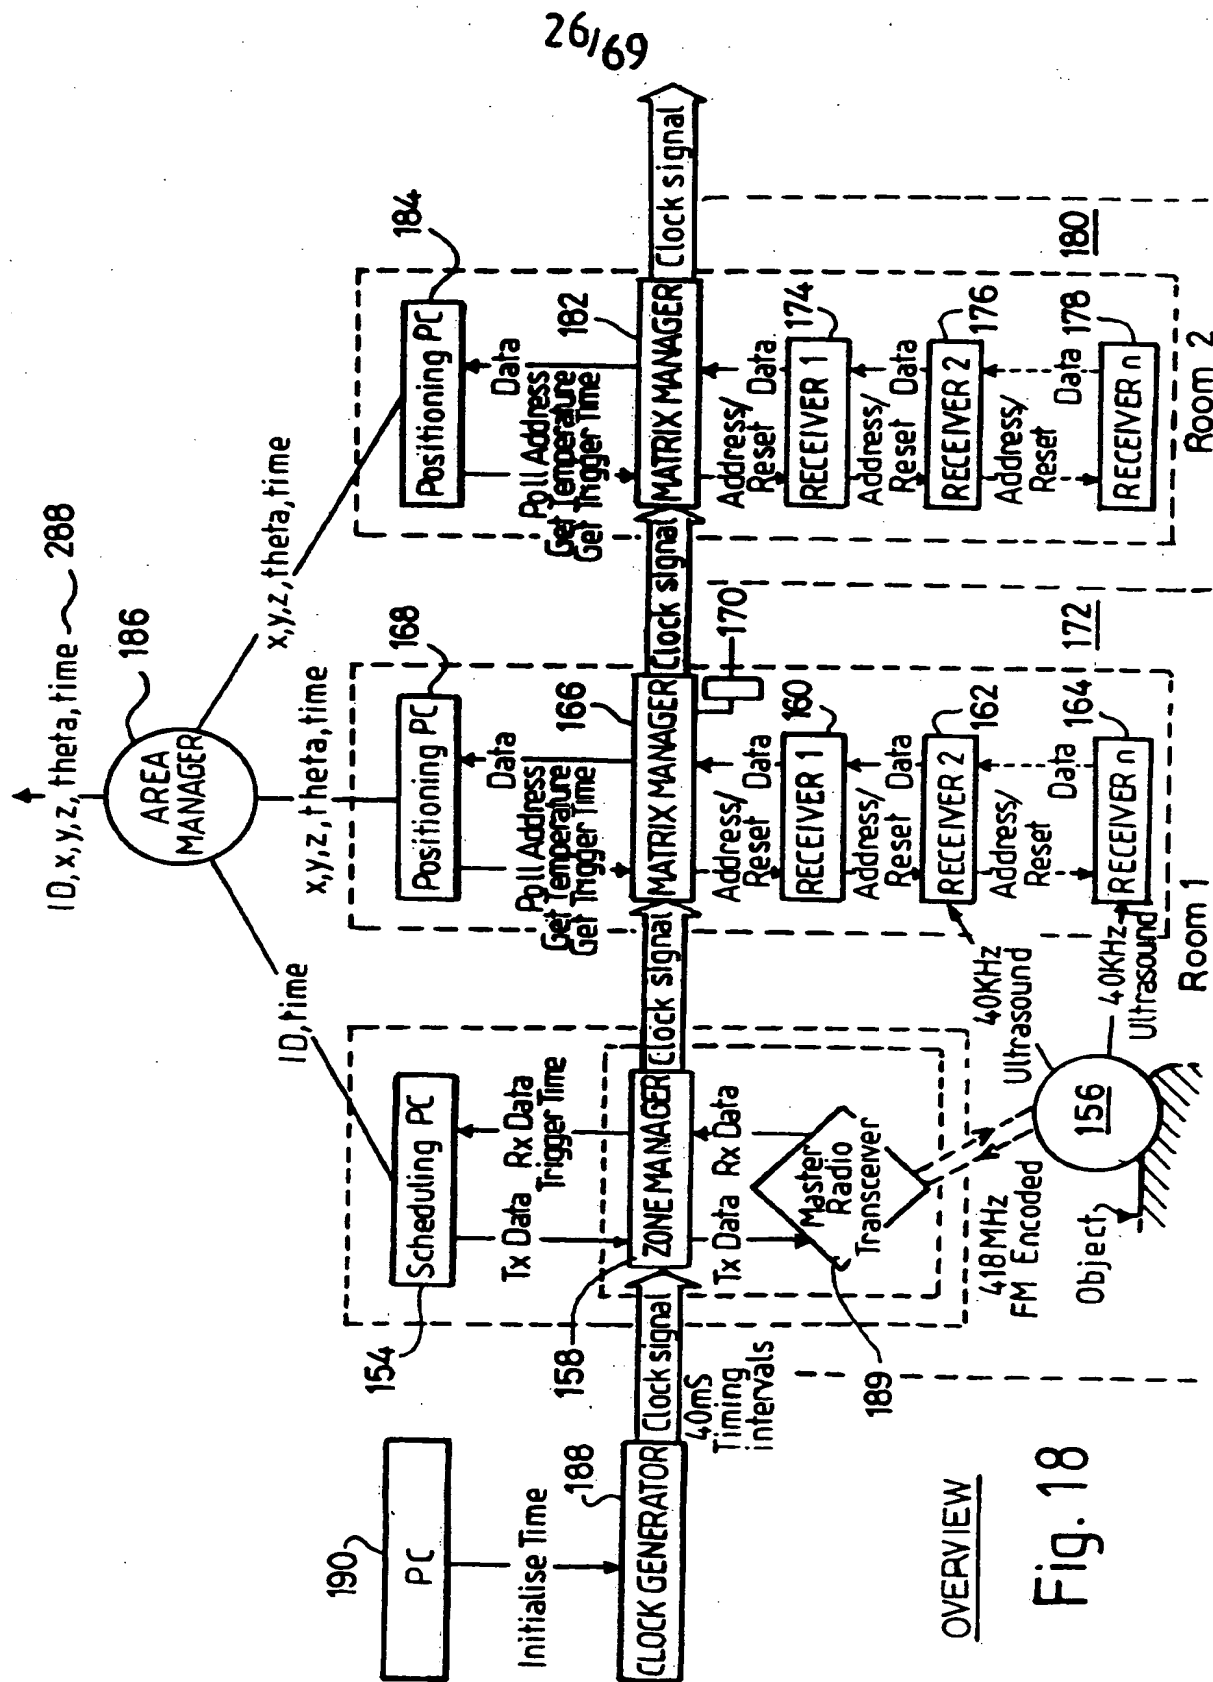 26/69
ID,x,y,z,theta,time
288
186
AREA
MANAGER
ID,time
x,y,z,theta,time
x,y,z,theta,time
190
PC
Initialise Time
188
CLOCK GENERATOR
Clock signal
40mS
Timing
intervals
154
Scheduling PC
Tx Data
Rx Data
Trigger Time
158
ZONE MANAGER
Tx Data
Rx Data
Master
Radio
Transceiver
189
Clock signal
418MHz
FM Encoded
Object
156
40KHz
Ultrasound
40KHz
Ultrasound
168
Positioning PC
Poll Address
Get Temperature
Get Trigger Time
Data
166
MATRIX MANAGER
Clock signal
170
Address/
Reset
Data
160
RECEIVER 1
Address/
Reset
Data
162
RECEIVER 2
Address/
Reset
Data
164
RECEIVER n
172
Room 1
184
Positioning PC
Poll Address
Get Temperature
Get Trigger Time
Data
182
MATRIX MANAGER
Clock signal
Address/
Reset
Data
174
RECEIVER 1
Address/
Reset
Data
176
RECEIVER 2
Address/
Reset
Data
178
RECEIVER n
180
Room 2
OVERVIEW
Fig. 18